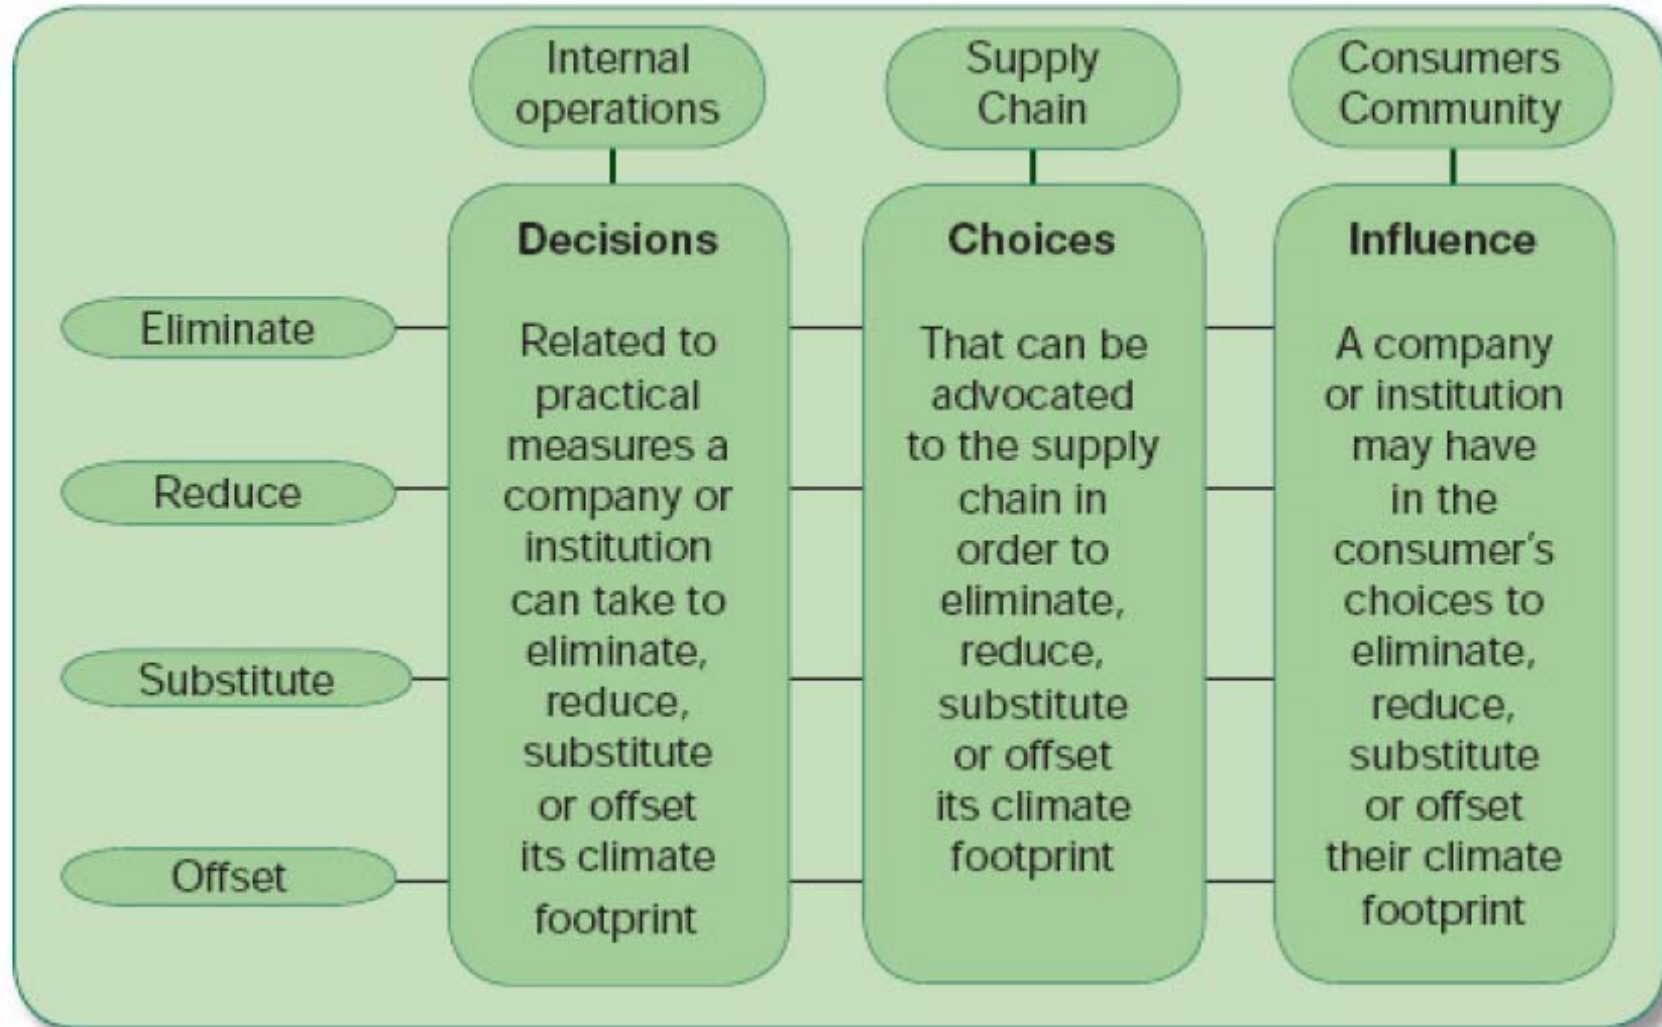 Internal
operations
Supply
Chain
Consumers
Community
Eliminate
Reduce
Substitute
Offset
Decisions
Related to
practical
measures a
company or
institution
can take to
eliminate,
reduce,
substitute
or offset
its climate
footprint
Choices
That can be
advocated
to the supply
chain in
order to
eliminate,
reduce,
substitute
or offset
its climate
footprint
Influence
A company
or institution
may have
in the
consumer's
choices to
eliminate,
reduce,
substitute
or offset
their climate
footprint